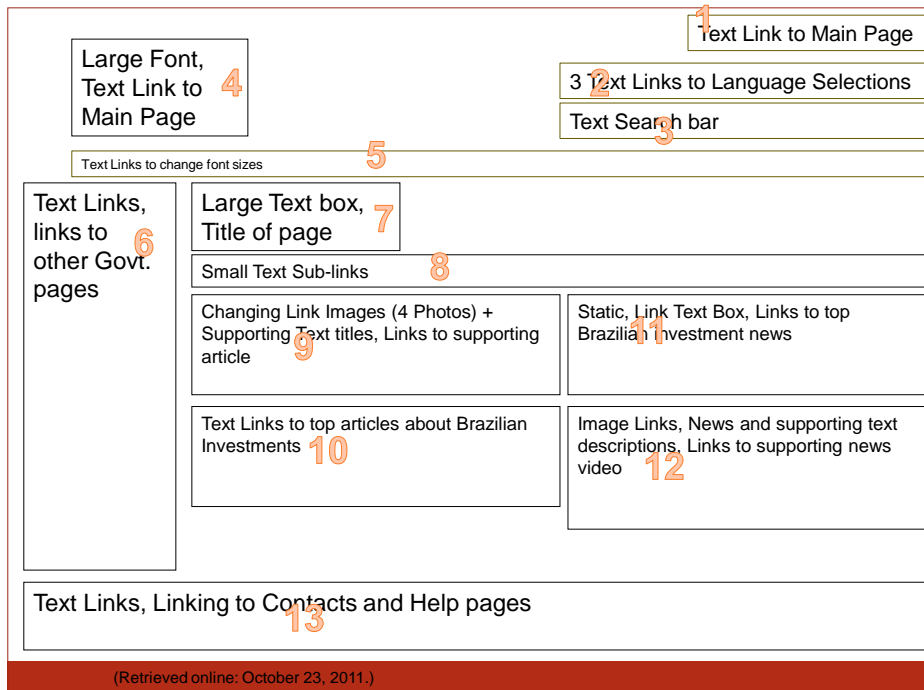 1
Text Link to Main Page
Large Font,
Text Link to
Main Page
4
3 Text Links to Language Selections
2
Text Search bar
3
Text Links to change font sizes
5
Text Links,
links to
other Govt.
pages
6
Large Text box,
Title of page
7
Small Text Sub-links
8
Changing Link Images (4 Photos) +
Supporting Text titles, Links to supporting
article
9
Static, Link Text Box, Links to top
Brazilian investment news
11
Text Links to top articles about Brazilian
Investments
10
Image Links, News and supporting text
descriptions, Links to supporting news
video
12
Text Links, Linking to Contacts and Help pages
13
(Retrieved online: October 23, 2011.)